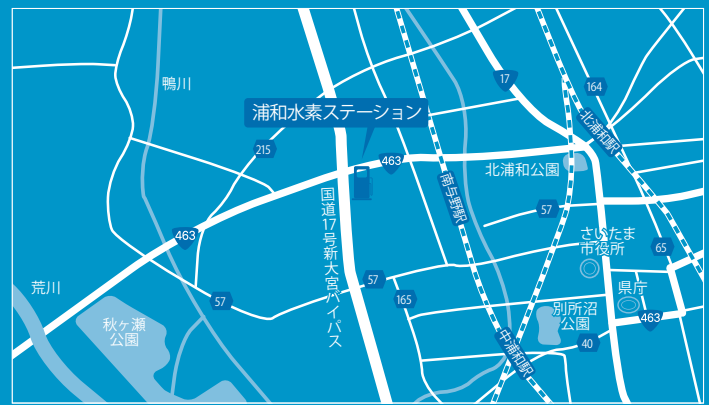 17
164
鴨川
浦和水素ステーション
北浦和駅
215
463
北浦和公園
南与野駅
国道17号新大宮バイパス
57
463
さいたま
市役所
65
57
荒川
57
165
県庁
秋ヶ瀬
公園
別所沼
公園
463
中浦和駅
40